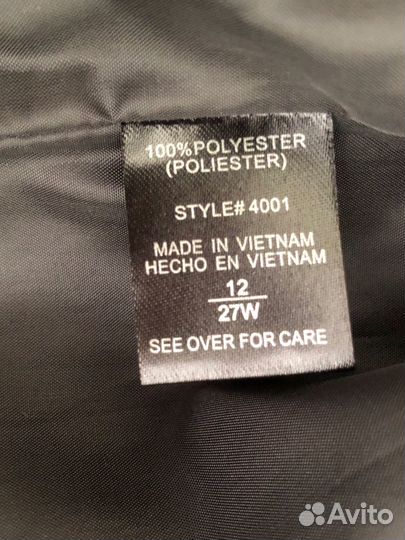 100%POLYESTER
(POLIESTER)
STYLE# 4001
MADE IN VIETNAM
HECHO EN VIETNAM
12
27W
SEE OVER FOR CARE
Avito